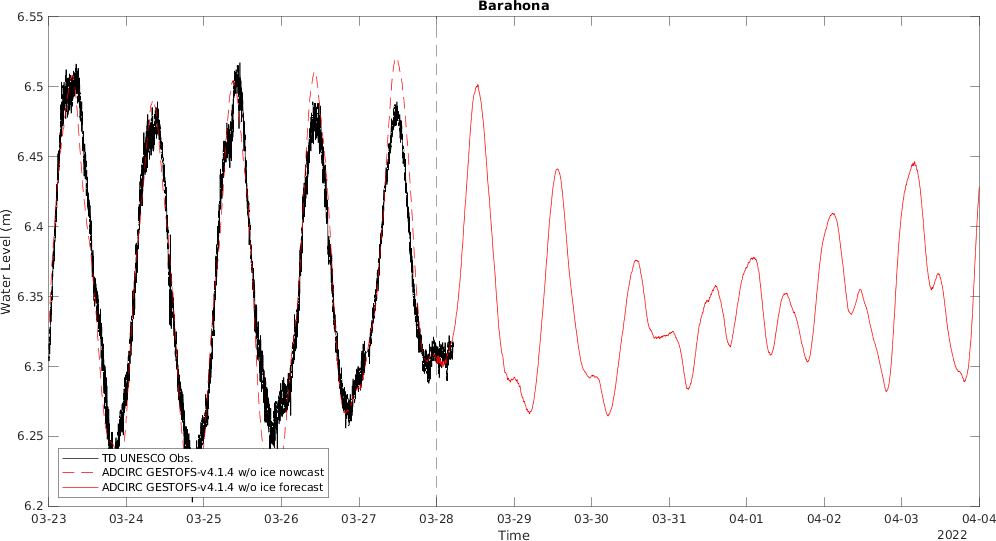 Barahona
6.55
6.5
6.45
6.4
6.35
6.3
6.25
6.2
Water Level (m)
TD UNESCO Obs.
ADCIRC GESTOFS-v4.1.4 w/o ice nowcast
ADCIRC GESTOFS-v4.1.4 w/o ice forecast
03-23 03-24 03-25 03-26 03-27 03-28 03-29 03-30 03-31 04-01 04-02 04-03 04-04
Time
2022